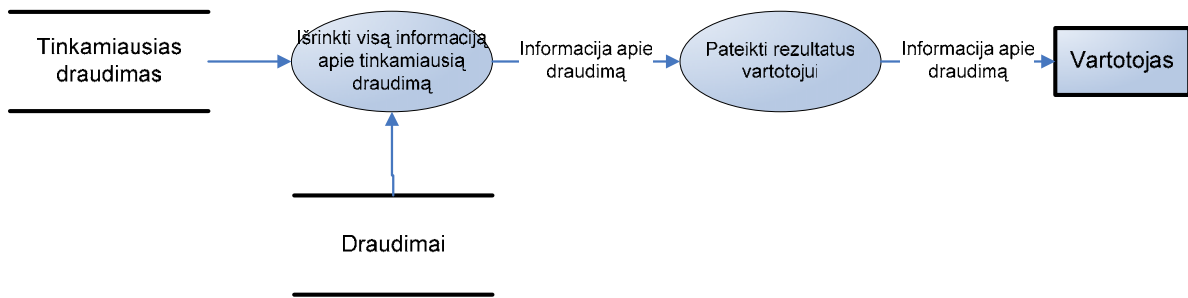 Tinkamiausias
draudimas
Išrinkti visą informaciją
apie tinkamiausią
draudimą
Informacija apie
draudimą
Pateikti rezultatus
vartotojui
Informacija apie
draudimą
Vartotojas
Draudimai